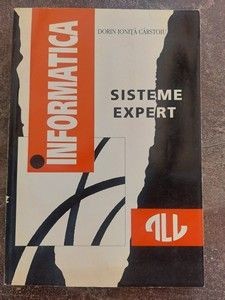 DORIN IONIȚĂ CÂRSTOIU
INFORMATICA
SISTEME
EXPERT
ALL